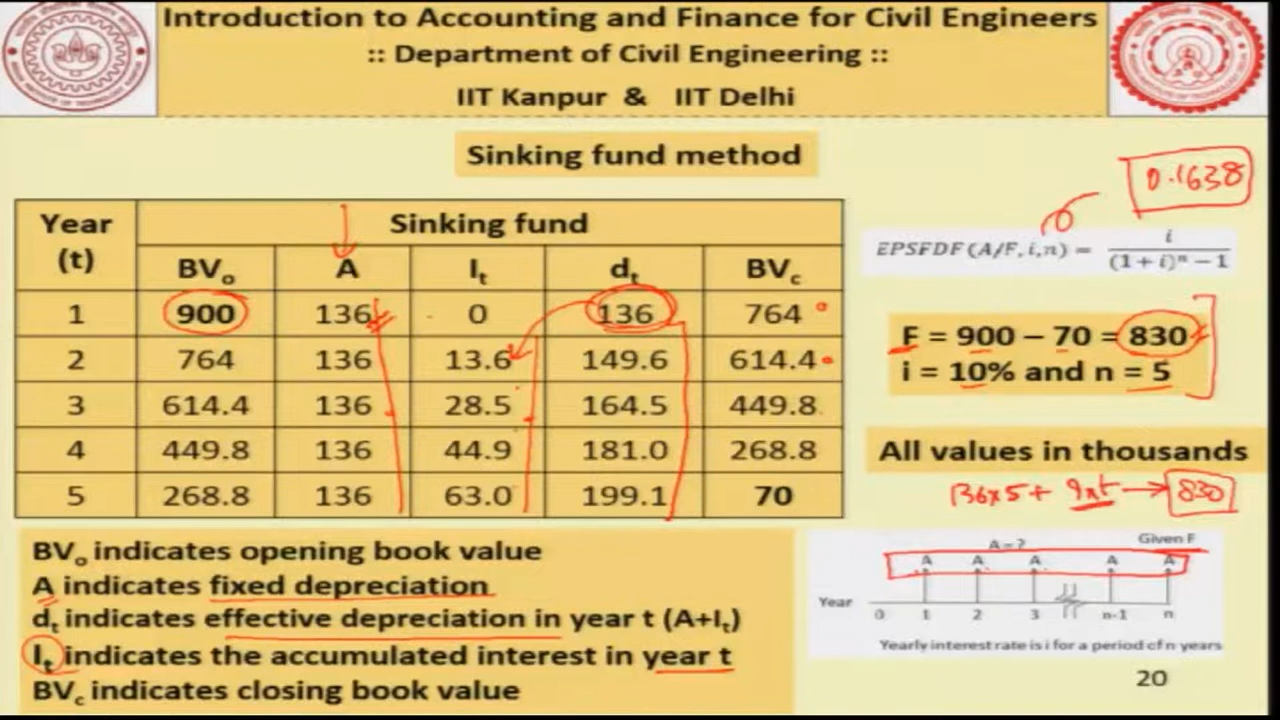 Introduction to Accounting and Finance for Civil Engineers
:: Department of Civil Engineering ::
IIT Kanpur & IIT Delhi
Sinking fund method
0.1638
Year (t) Sinking fund
BVo A It dt BVc
1 900 136 0 136 764
2 764 136 13.6 149.6 614.4
3 614.4 136 28.5 164.5 449.8
4 449.8 136 44.9 181.0 268.8
5 268.8 136 63.0 199.1 70
EPSFDF (A/F, i, n) = i / (1 + i)ⁿ − 1
F = 900 – 70 = 830
i = 10% and n = 5
All values in thousands
136x5 + Int → 830
BVo indicates opening book value
A indicates fixed depreciation
dt indicates effective depreciation in year t (A+It)
It indicates the accumulated interest in year t
BVc indicates closing book value
A=? Given F
A A A A A
Year 0 1 2 3 n-1 n
Yearly interest rate is i for a period of n years
20